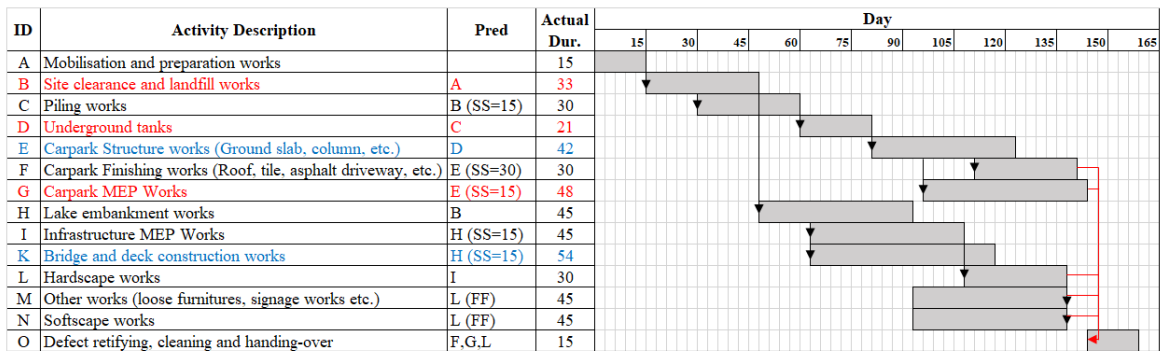 ID Activity Description Pred Actual Dur. Day
15 30 45 60 75 90 105 120 135 150 165
A Mobilisation and preparation works 15
B Site clearance and landfill works A 33
C Piling works B (SS=15) 30
D Underground tanks C 21
E Carpark Structure works (Ground slab, column, etc.) D 42
F Carpark Finishing works (Roof, tile, asphalt driveway, etc.) E (SS=30) 30
G Carpark MEP Works E (SS=15) 48
H Lake embankment works B 45
I Infrastructure MEP Works H (SS=15) 45
K Bridge and deck construction works H (SS=15) 54
L Hardscape works I 30
M Other works (loose furnitures, signage works etc.) L (FF) 45
N Softscape works L (FF) 45
O Defect retifying, cleaning and handing-over F,G,L 15